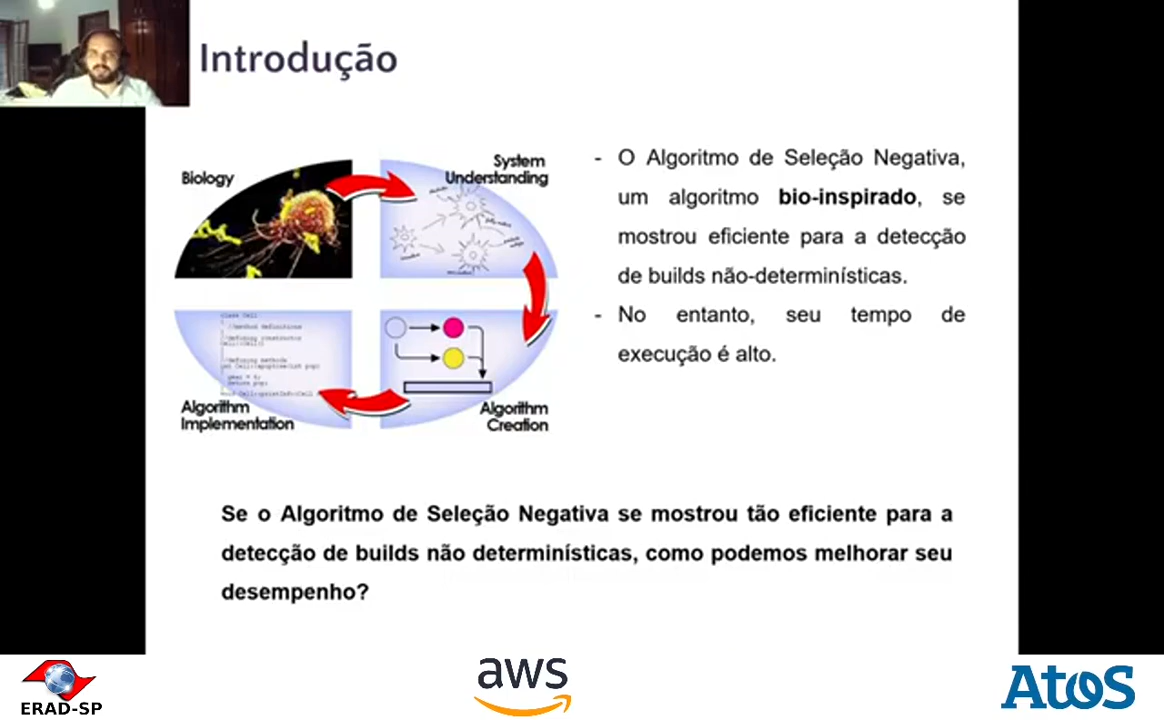 Introdução
Biology
System
Understanding
- O Algoritmo de Seleção Negativa,
um algoritmo bio-inspirado, se
mostrou eficiente para a detecção
de builds não-determinísticas.
- No entanto, seu tempo de
execução é alto.
Algorithm
Implementation
Algorithm
Creation
Se o Algoritmo de Seleção Negativa se mostrou tão eficiente para a
detecção de builds não determinísticas, como podemos melhorar seu
desempenho?
ERAD-SP
aws
Atos